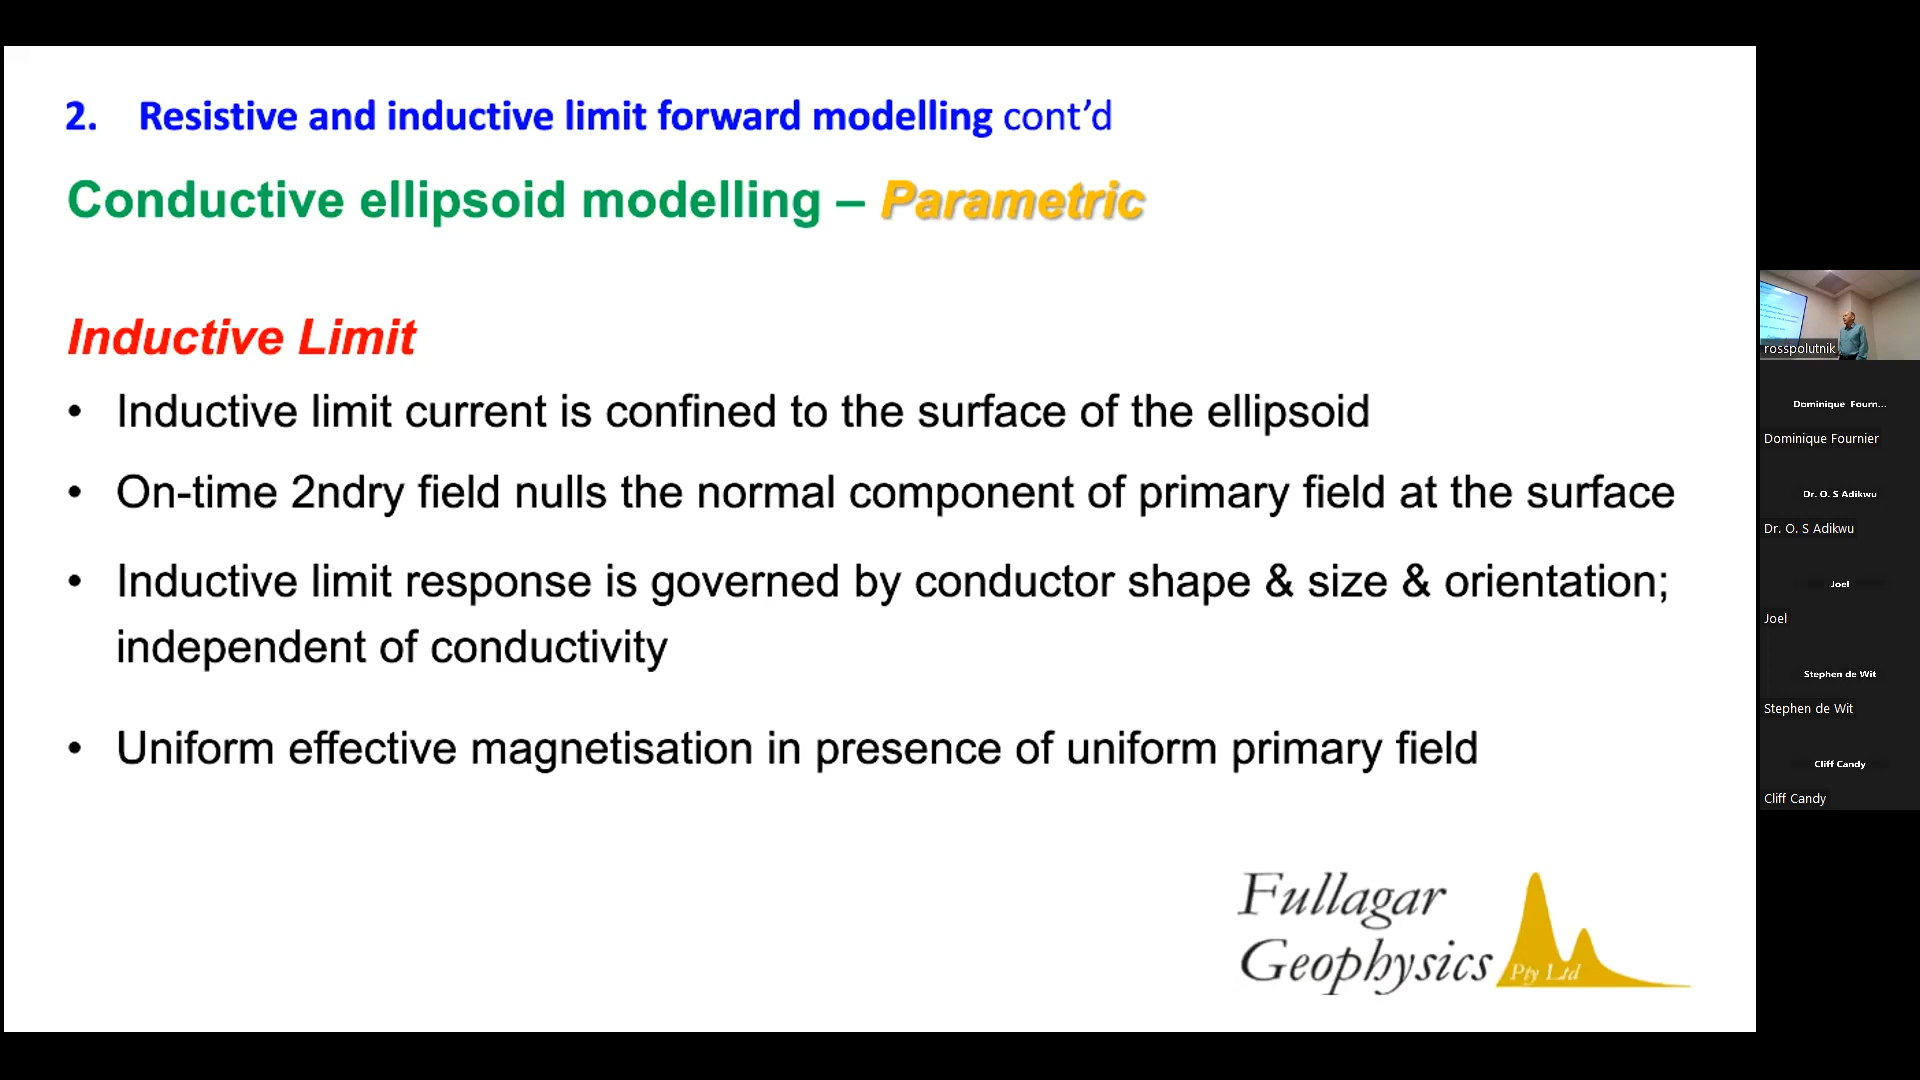 2. Resistive and inductive limit forward modelling cont’d
Conductive ellipsoid modelling – Parametric
Inductive Limit
• Inductive limit current is confined to the surface of the ellipsoid
• On-time 2ndry field nulls the normal component of primary field at the surface
• Inductive limit response is governed by conductor shape & size & orientation;
independent of conductivity
• Uniform effective magnetisation in presence of uniform primary field
Fullagar
Geophysics
Pty Ltd
rosspolutnik
Dominique Fourn...
Dominique Fournier
Dr. O. S Adikwu
Dr. O. S Adikwu
Joel
Joel
Stephen de Wit
Stephen de Wit
Cliff Candy
Cliff Candy